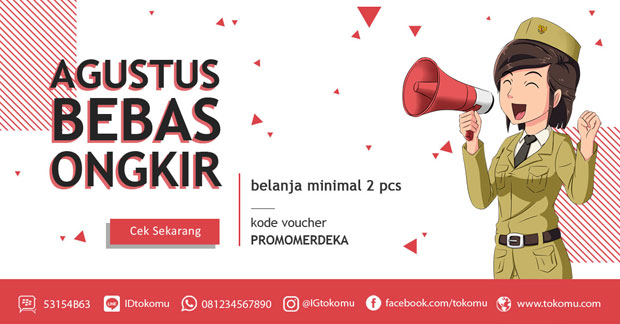 AGUSTUS
BEBAS
ONGKIR
belanja minimal 2 pcs
kode voucher
PROMOMERDEKA
Cek Sekarang
53154B63
LINE
IDtokomu
081234567890
@IGtokomu
facebook.com/tokomu
www.tokomu.com